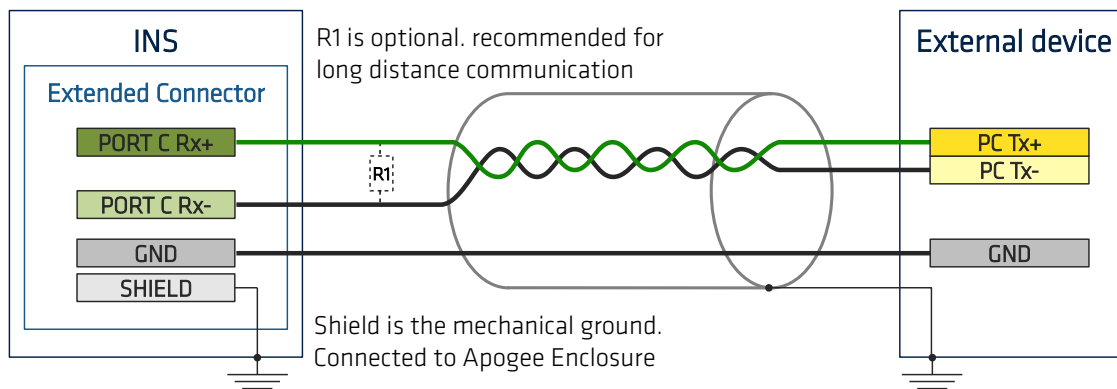 INS
R1 is optional. recommended for
long distance communication
External device
Extended Connector
PORT C Rx+
PC Tx+
R1
PC Tx-
PORT C Rx-
GND
GND
SHIELD
Shield is the mechanical ground.
Connected to Apogee Enclosure